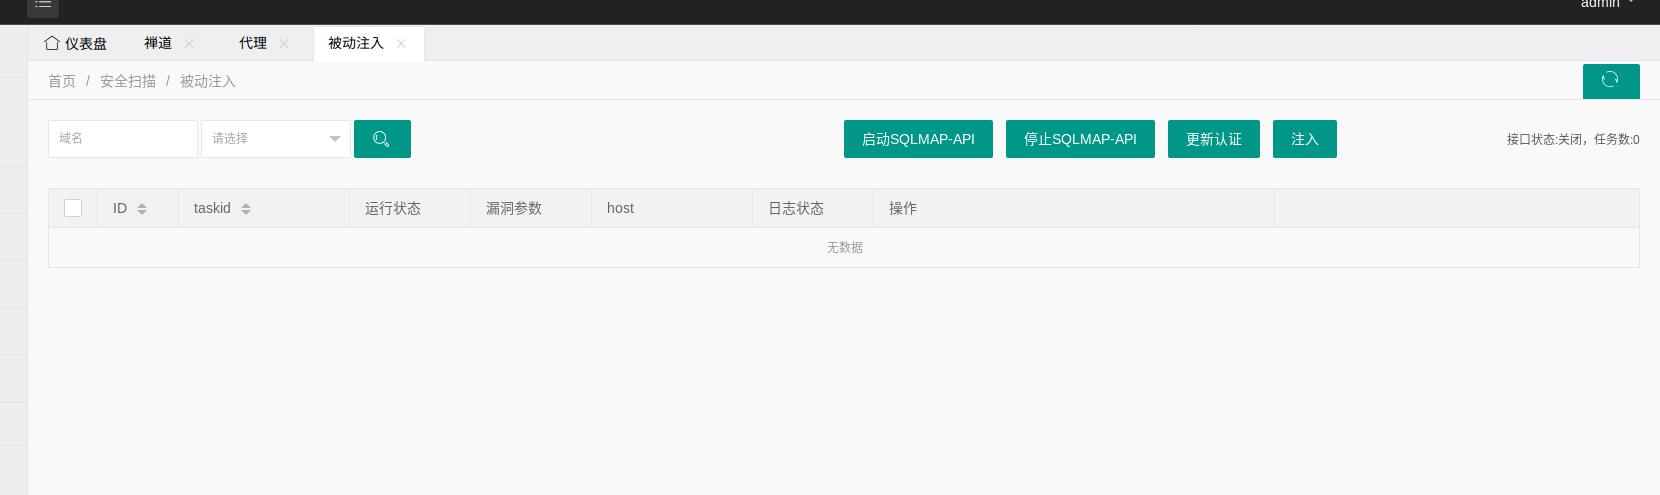 admin
仪表盘 禅道 代理 被动注入
首页 / 安全扫描 / 被动注入
域名 请选择 启动SQLMAP-API 停止SQLMAP-API 更新认证 注入 接口状态:关闭，任务数:0
ID taskid 运行状态 漏洞参数 host 日志状态 操作
无数据